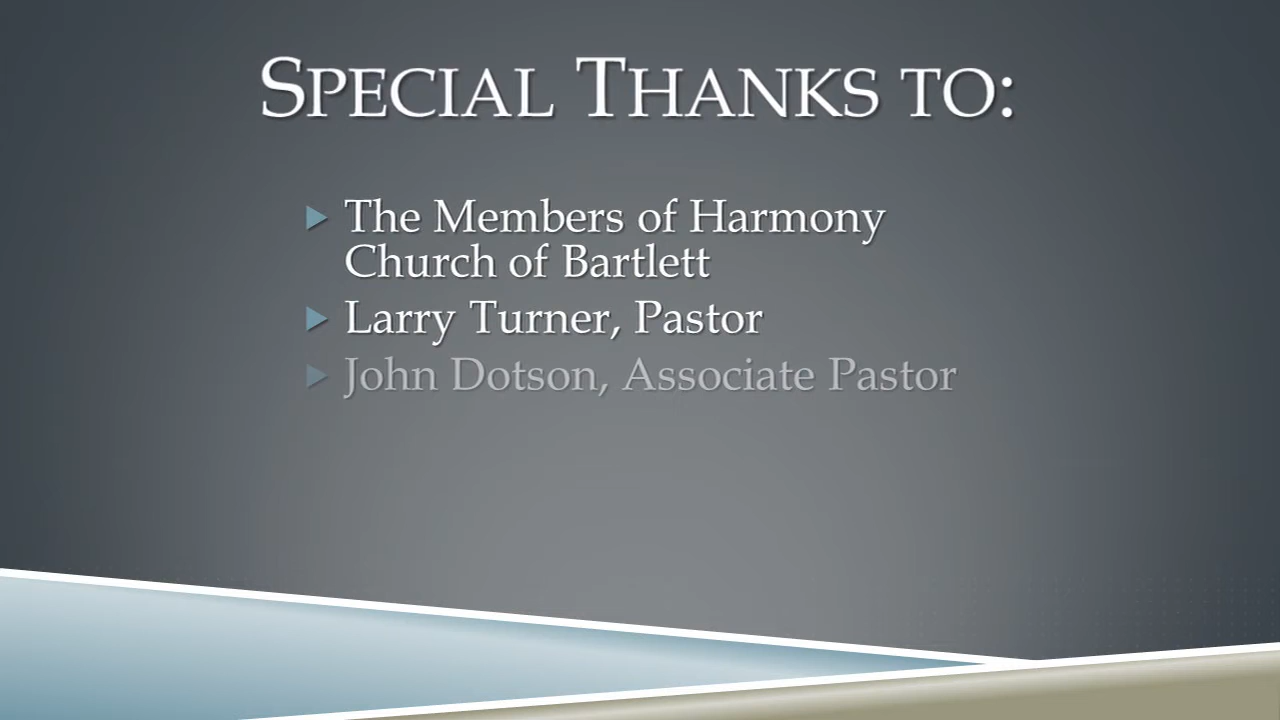 SPECIAL THANKS TO:
The Members of Harmony
Church of Bartlett
Larry Turner, Pastor
John Dotson, Associate Pastor